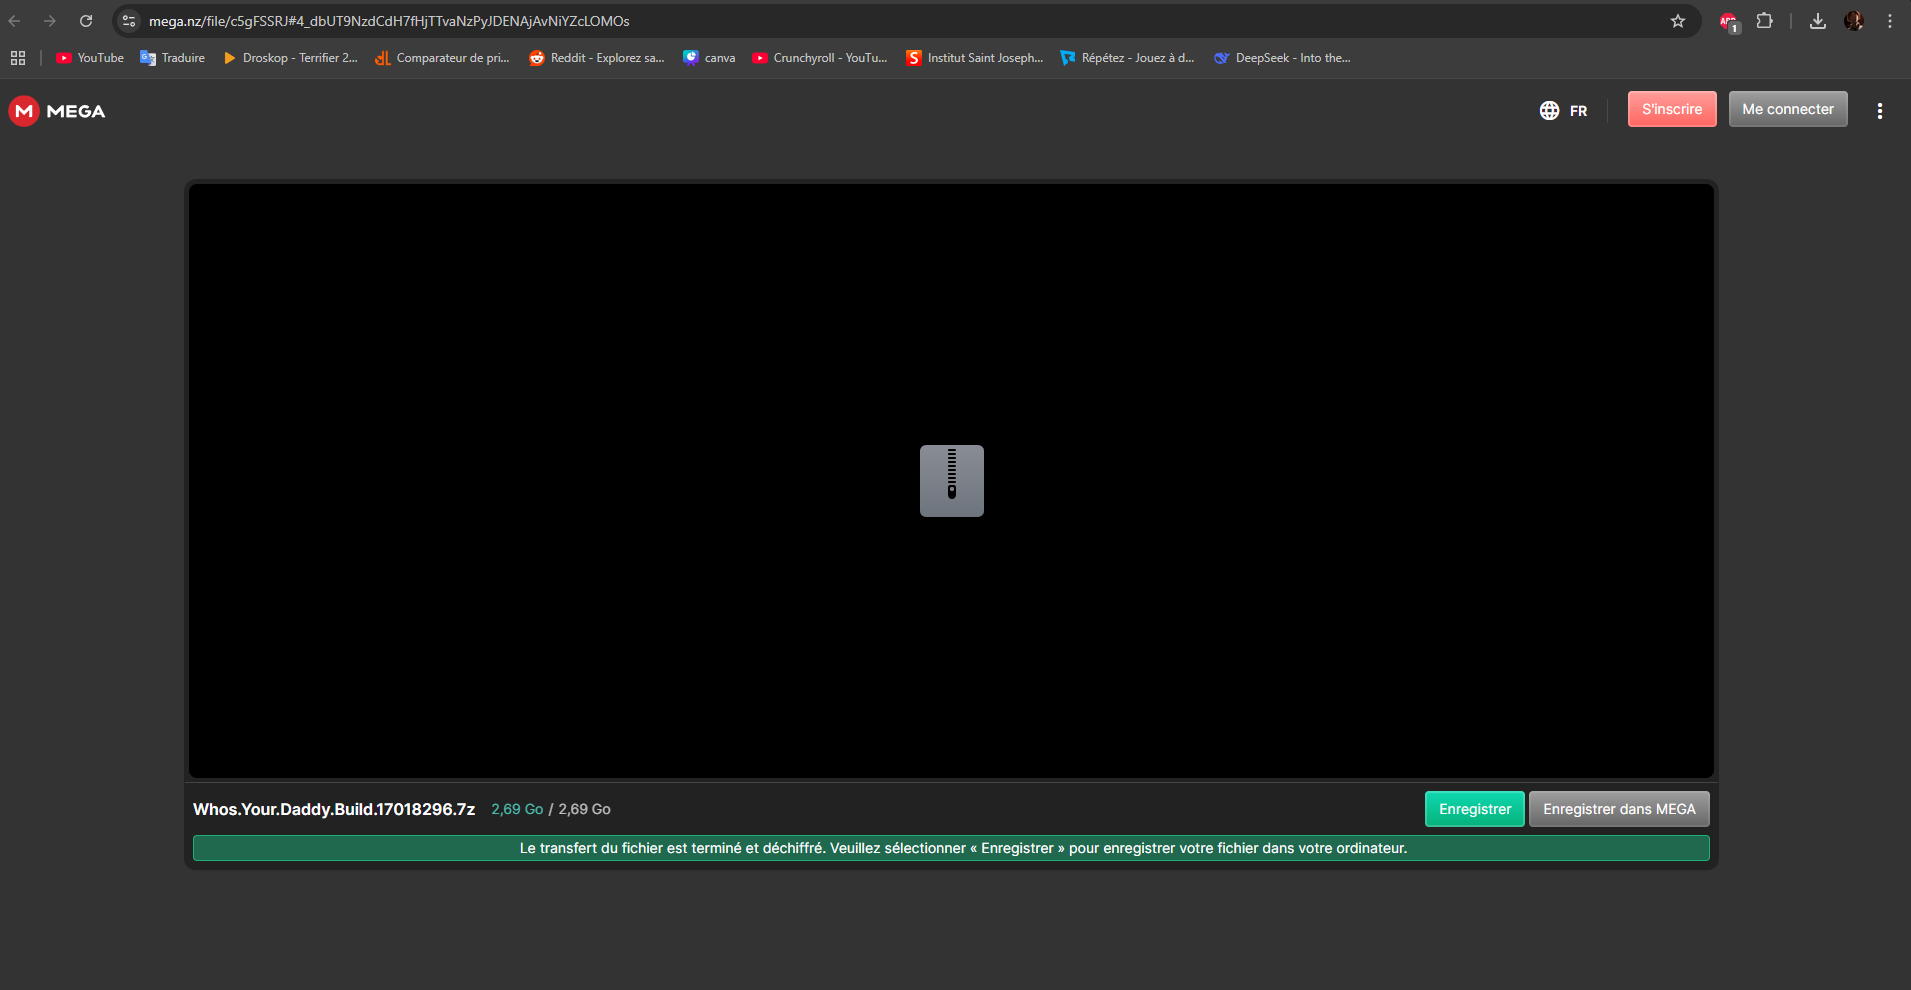 mega.nz/file/c5gFSSRJ#4_dbUT9NzdCdH7fHjTTvaNzPyJDENAjAvNiYZcLOMOs
ABP 1
YouTube Traduire Droskop - Terrifier 2... Comparateur de pri... Reddit - Explorez sa... canva Crunchyroll - YouTu... Institut Saint Joseph... Répétez - Jouez à d... DeepSeek - Into the...
M MEGA FR S'inscrire Me connecter
Whos.Your.Daddy.Build.17018296.7z 2,69 Go / 2,69 Go Enregistrer Enregistrer dans MEGA
Le transfert du fichier est terminé et déchiffré. Veuillez sélectionner « Enregistrer » pour enregistrer votre fichier dans votre ordinateur.